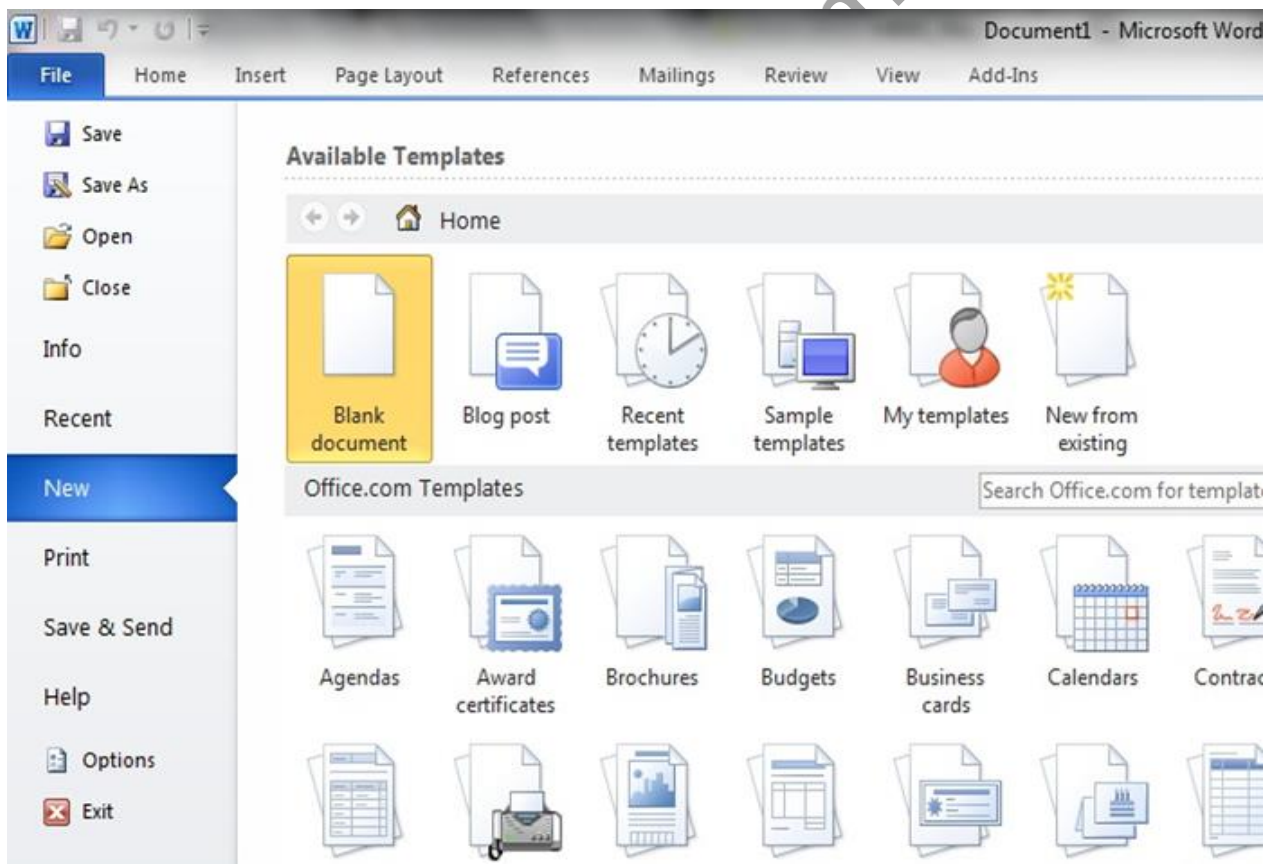 W
Document1 - Microsoft Word
File Home Insert Page Layout References Mailings Review View Add-Ins
Save
Save As
Open
Close
Info
Recent
New
Print
Save & Send
Help
Options
Exit
Available Templates
Home
Blank document
Blog post
Recent templates
Sample templates
My templates
New from existing
Office.com Templates
Search Office.com for templat
Agendas
Award certificates
Brochures
Budgets
Business cards
Calendars
Contrac